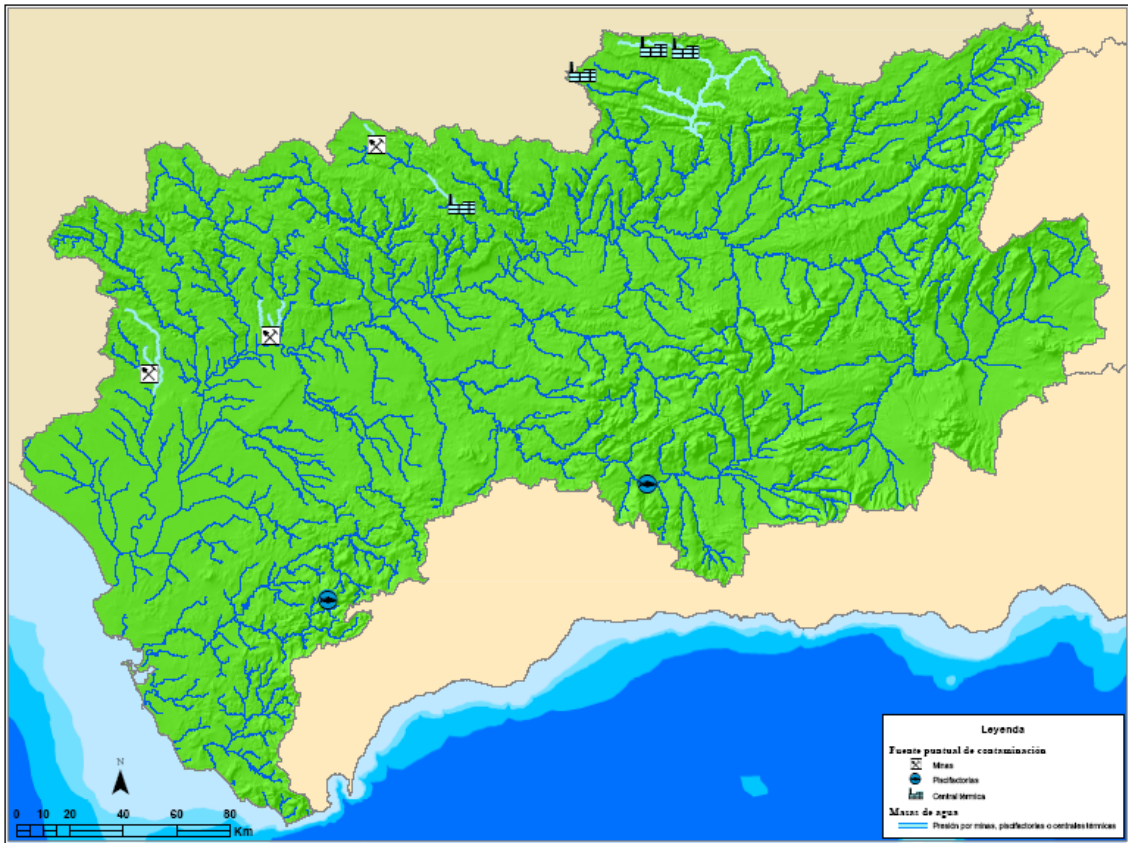 N
0 10 20 40 60 80
Km
Leyenda
Fuente puntual de contaminación
Minas
Piscifactorías
Central térmica
Masas de agua
Presión por minas, piscifactorías o centrales térmicas